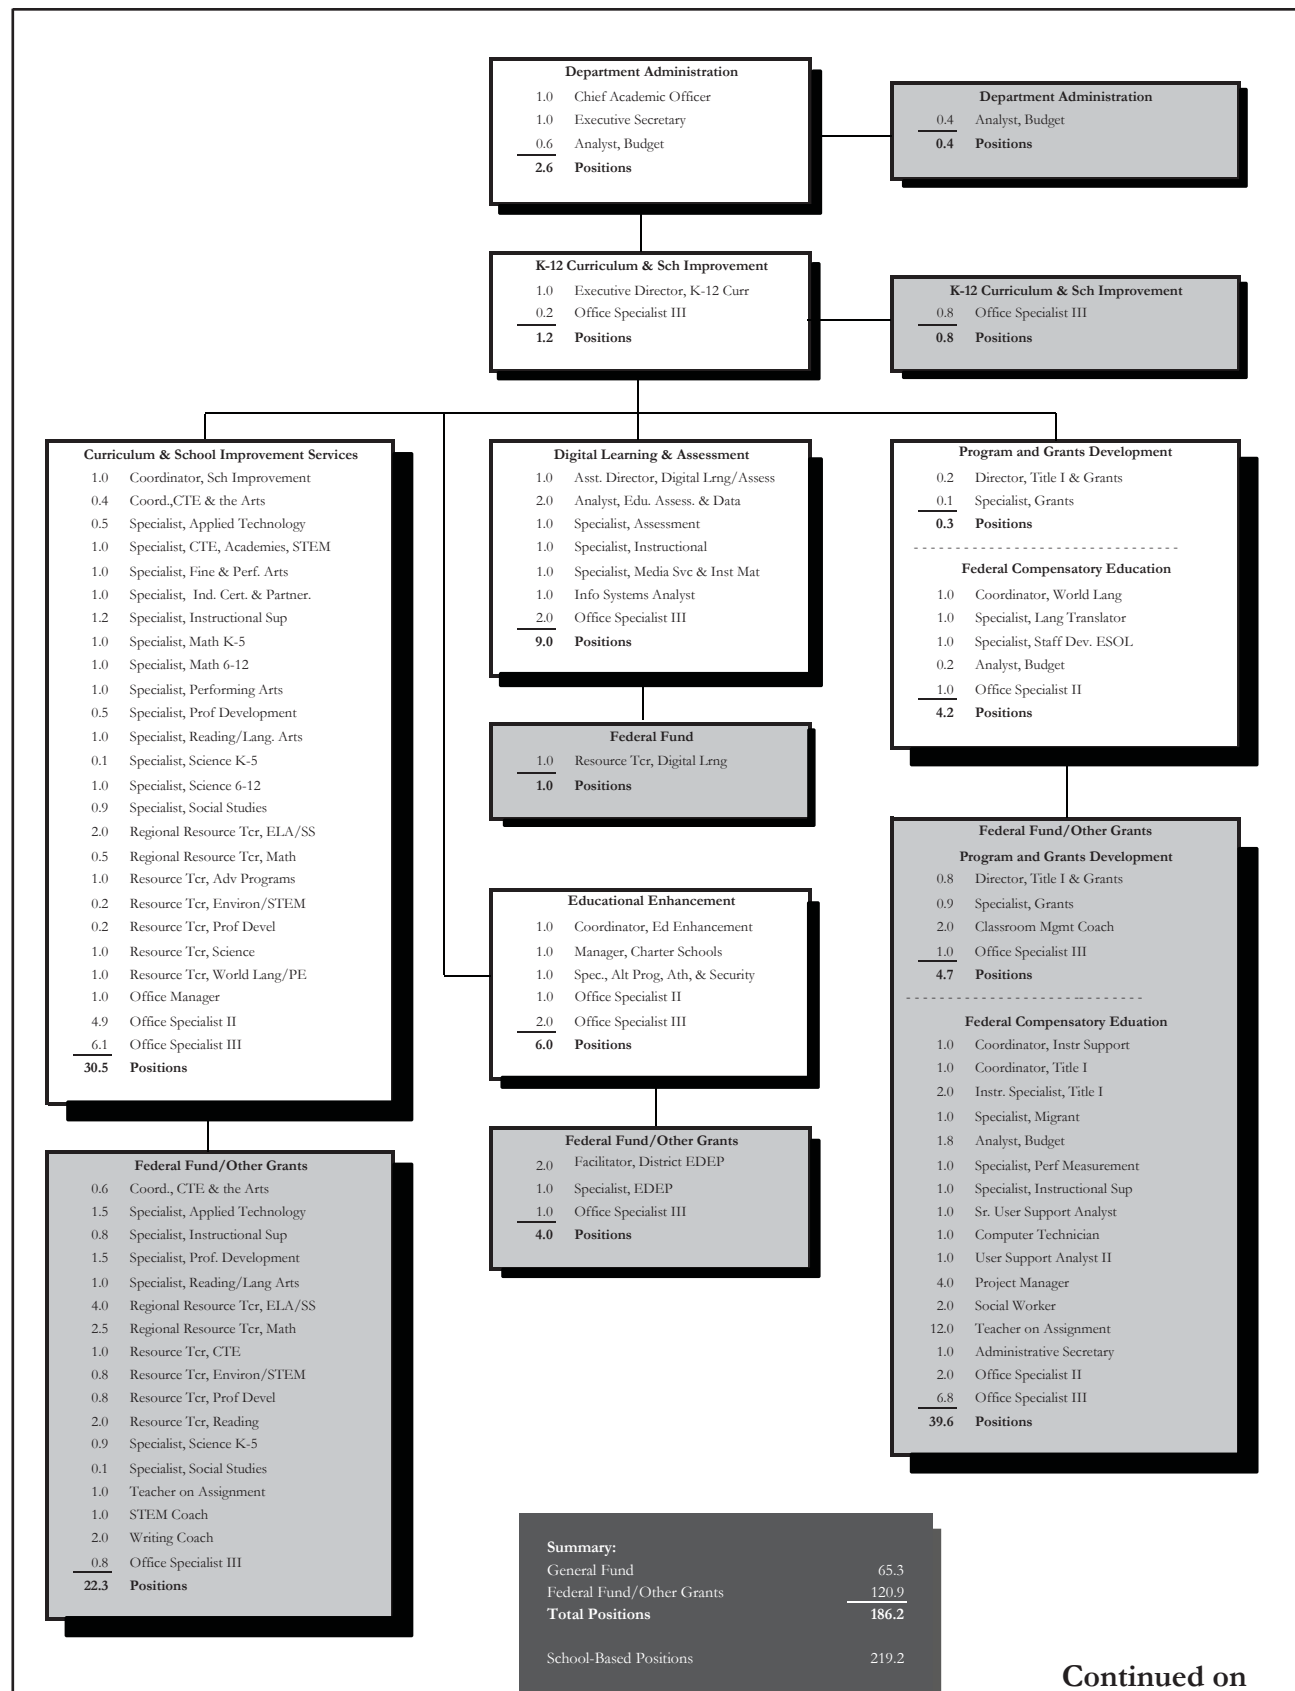 Department Administration
1.0 Chief Academic Officer
1.0 Executive Secretary
0.6 Analyst, Budget
2.6 Positions
Department Administration
0.4 Analyst, Budget
0.4 Positions
K-12 Curriculum & Sch Improvement
1.0 Executive Director, K-12 Curr
0.2 Office Specialist III
1.2 Positions
K-12 Curriculum & Sch Improvement
0.8 Office Specialist III
0.8 Positions
Curriculum & School Improvement Services
1.0 Coordinator, Sch Improvement
0.4 Coord.,CTE & the Arts
0.5 Specialist, Applied Technology
1.0 Specialist, CTE, Academies, STEM
1.0 Specialist, Fine & Perf. Arts
1.0 Specialist, Ind. Cert. & Partner.
1.2 Specialist, Instructional Sup
1.0 Specialist, Math K-5
1.0 Specialist, Math 6-12
1.0 Specialist, Performing Arts
0.5 Specialist, Prof Development
1.0 Specialist, Reading/Lang. Arts
0.1 Specialist, Science K-5
1.0 Specialist, Science 6-12
0.9 Specialist, Social Studies
2.0 Regional Resource Tcr, ELA/SS
0.5 Regional Resource Tcr, Math
1.0 Resource Tcr, Adv Programs
0.2 Resource Tcr, Environ/STEM
0.2 Resource Tcr, Prof Devel
1.0 Resource Tcr, Science
1.0 Resource Tcr, World Lang/PE
1.0 Office Manager
4.9 Office Specialist II
6.1 Office Specialist III
30.5 Positions
Federal Fund/Other Grants
0.6 Coord., CTE & the Arts
1.5 Specialist, Applied Technology
0.8 Specialist, Instructional Sup
1.5 Specialist, Prof. Development
1.0 Specialist, Reading/Lang Arts
4.0 Regional Resource Tcr, ELA/SS
2.5 Regional Resource Tcr, Math
1.0 Resource Tcr, CTE
0.8 Resource Tcr, Environ/STEM
0.8 Resource Tcr, Prof Devel
2.0 Resource Tcr, Reading
0.9 Specialist, Science K-5
0.1 Specialist, Social Studies
1.0 Teacher on Assignment
1.0 STEM Coach
2.0 Writing Coach
0.8 Office Specialist III
22.3 Positions
Digital Learning & Assessment
1.0 Asst. Director, Digital Lrng/Assess
2.0 Analyst, Edu. Assess. & Data
1.0 Specialist, Assessment
1.0 Specialist, Instructional
1.0 Specialist, Media Svc & Inst Mat
1.0 Info Systems Analyst
2.0 Office Specialist III
9.0 Positions
Federal Fund
1.0 Resource Tcr, Digital Lrng
1.0 Positions
Educational Enhancement
1.0 Coordinator, Ed Enhancement
1.0 Manager, Charter Schools
1.0 Spec., Alt Prog, Ath, & Security
1.0 Office Specialist II
2.0 Office Specialist III
6.0 Positions
Federal Fund/Other Grants
2.0 Facilitator, District EDEP
1.0 Specialist, EDEP
1.0 Office Specialist III
4.0 Positions
Program and Grants Development
0.2 Director, Title I & Grants
0.1 Specialist, Grants
0.3 Positions
Federal Compensatory Education
1.0 Coordinator, World Lang
1.0 Specialist, Lang Translator
1.0 Specialist, Staff Dev. ESOL
0.2 Analyst, Budget
1.0 Office Specialist II
4.2 Positions
Federal Fund/Other Grants
Program and Grants Development
0.8 Director, Title I & Grants
0.9 Specialist, Grants
2.0 Classroom Mgmt Coach
1.0 Office Specialist III
4.7 Positions
Federal Compensatory Eduation
1.0 Coordinator, Instr Support
1.0 Coordinator, Title I
2.0 Instr. Specialist, Title I
1.0 Specialist, Migrant
1.8 Analyst, Budget
1.0 Specialist, Perf Measurement
1.0 Specialist, Instructional Sup
1.0 Sr. User Support Analyst
1.0 Computer Technician
1.0 User Support Analyst II
4.0 Project Manager
2.0 Social Worker
12.0 Teacher on Assignment
1.0 Administrative Secretary
2.0 Office Specialist II
6.8 Office Specialist III
39.6 Positions
Summary:
General Fund 65.3
Federal Fund/Other Grants 120.9
Total Positions 186.2
School-Based Positions 219.2
Continued on